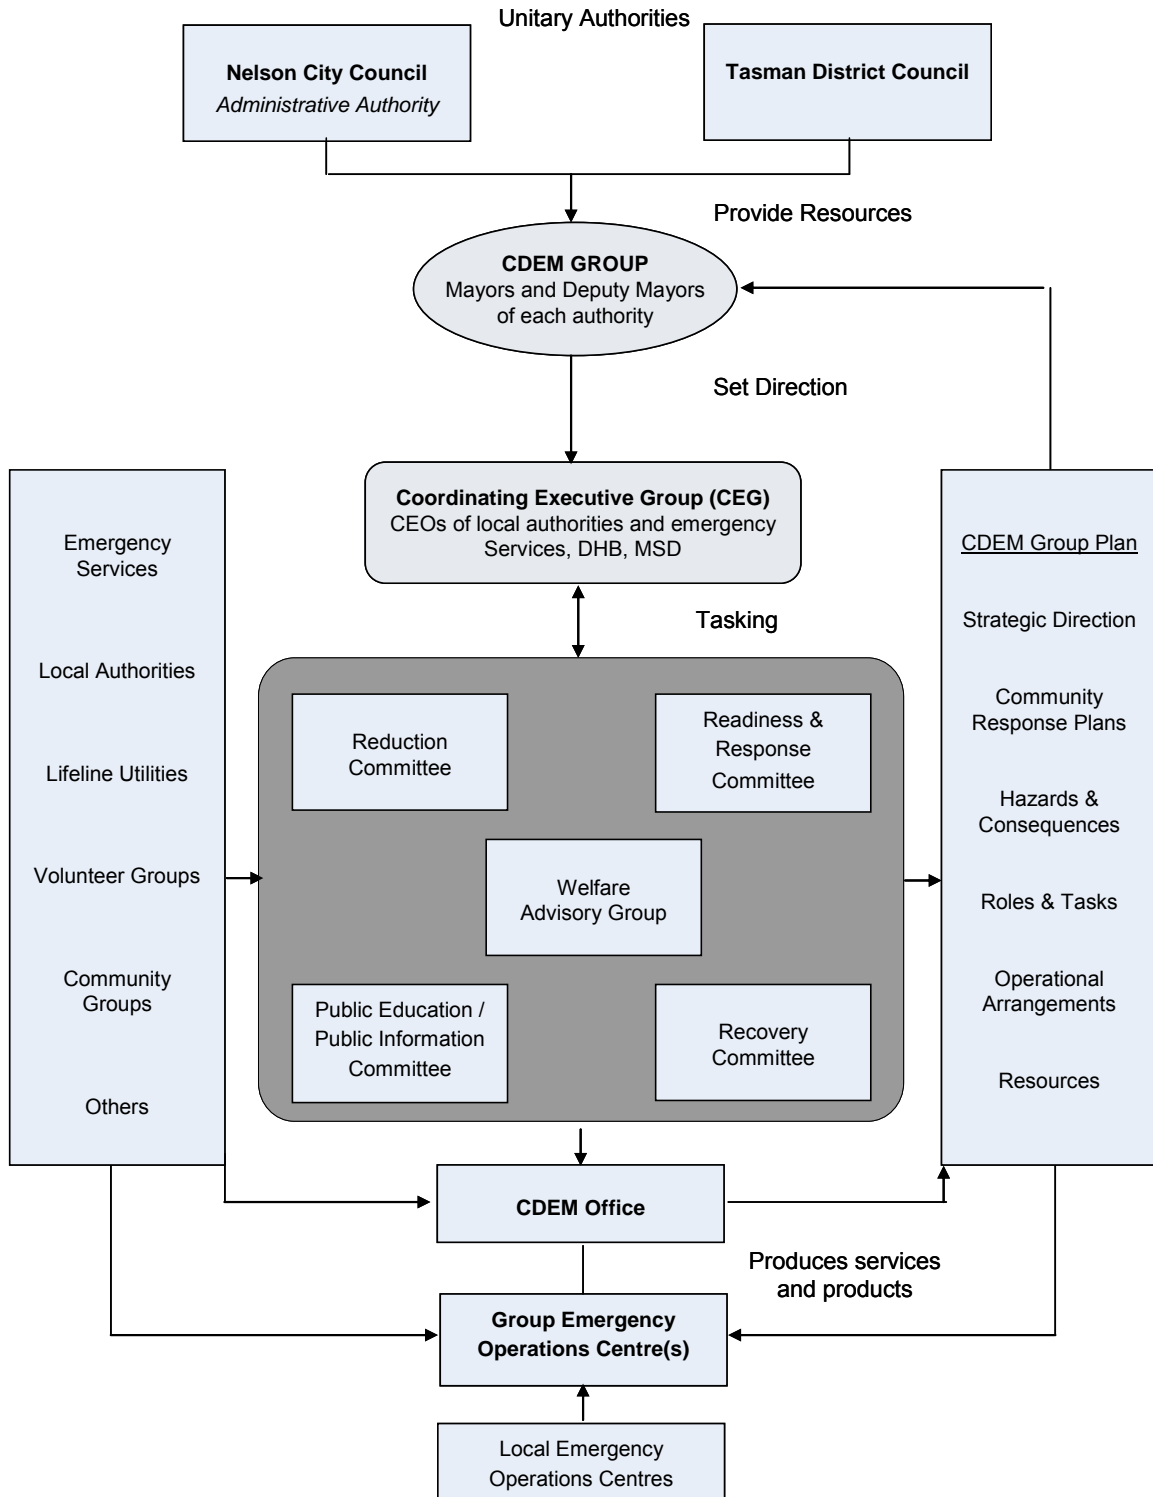 Unitary Authorities
Nelson City Council
Administrative Authority
Tasman District Council
Provide Resources
CDEM GROUP
Mayors and Deputy Mayors
of each authority
Set Direction
Coordinating Executive Group (CEG)
CEOs of local authorities and emergency
Services, DHB, MSD
Tasking
Emergency
Services
Local Authorities
Lifeline Utilities
Volunteer Groups
Community
Groups
Others
Reduction
Committee
Readiness &
Response
Committee
Welfare
Advisory Group
Public Education /
Public Information
Committee
Recovery
Committee
CDEM Group Plan
Strategic Direction
Community
Response Plans
Hazards &
Consequences
Roles & Tasks
Operational
Arrangements
Resources
CDEM Office
Produces services
and products
Group Emergency
Operations Centre(s)
Local Emergency
Operations Centres